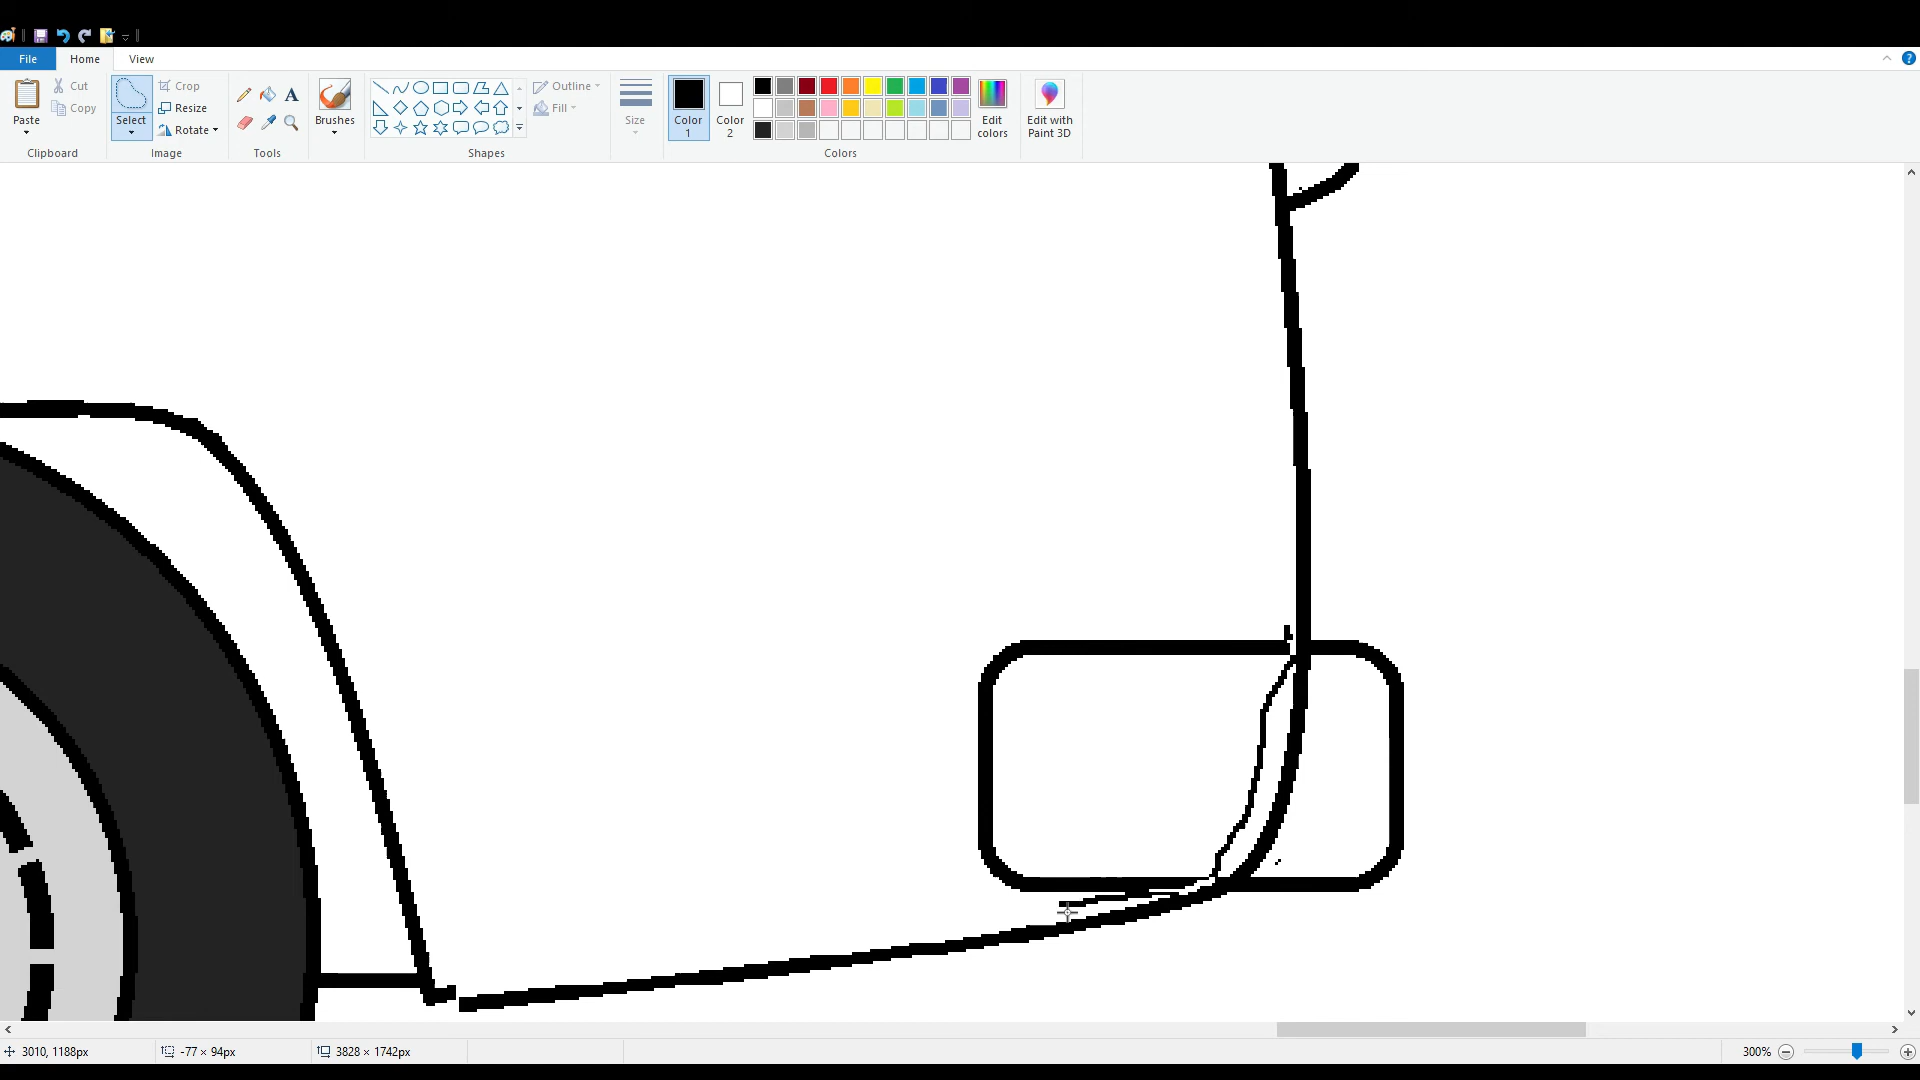 File Home View
Paste Cut Copy Clipboard
Select Crop Resize Rotate Image
A Tools
Brushes
Outline Fill Shapes
Size
Color 1 Color 2 Edit colors Colors
Edit with Paint 3D
3010, 1188px -77 × 94px 3828 × 1742px 300%